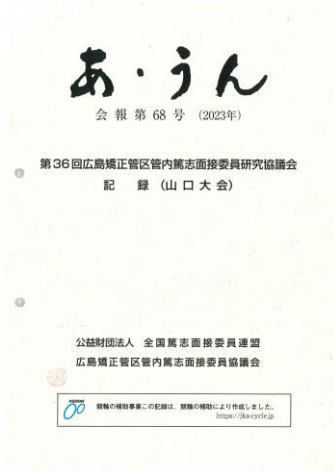 あ・うん
会報第68号 (2023年)
第36回広島矯正管区管内篤志面接委員研究協議会
記 録 (山口大会)
公益財団法人 全国篤志面接委員連盟
広島矯正管区管内篤志面接委員協議会
競輪の補助事業この記録は、競輪の補助により作成しました。
https://jka-cycle.jp